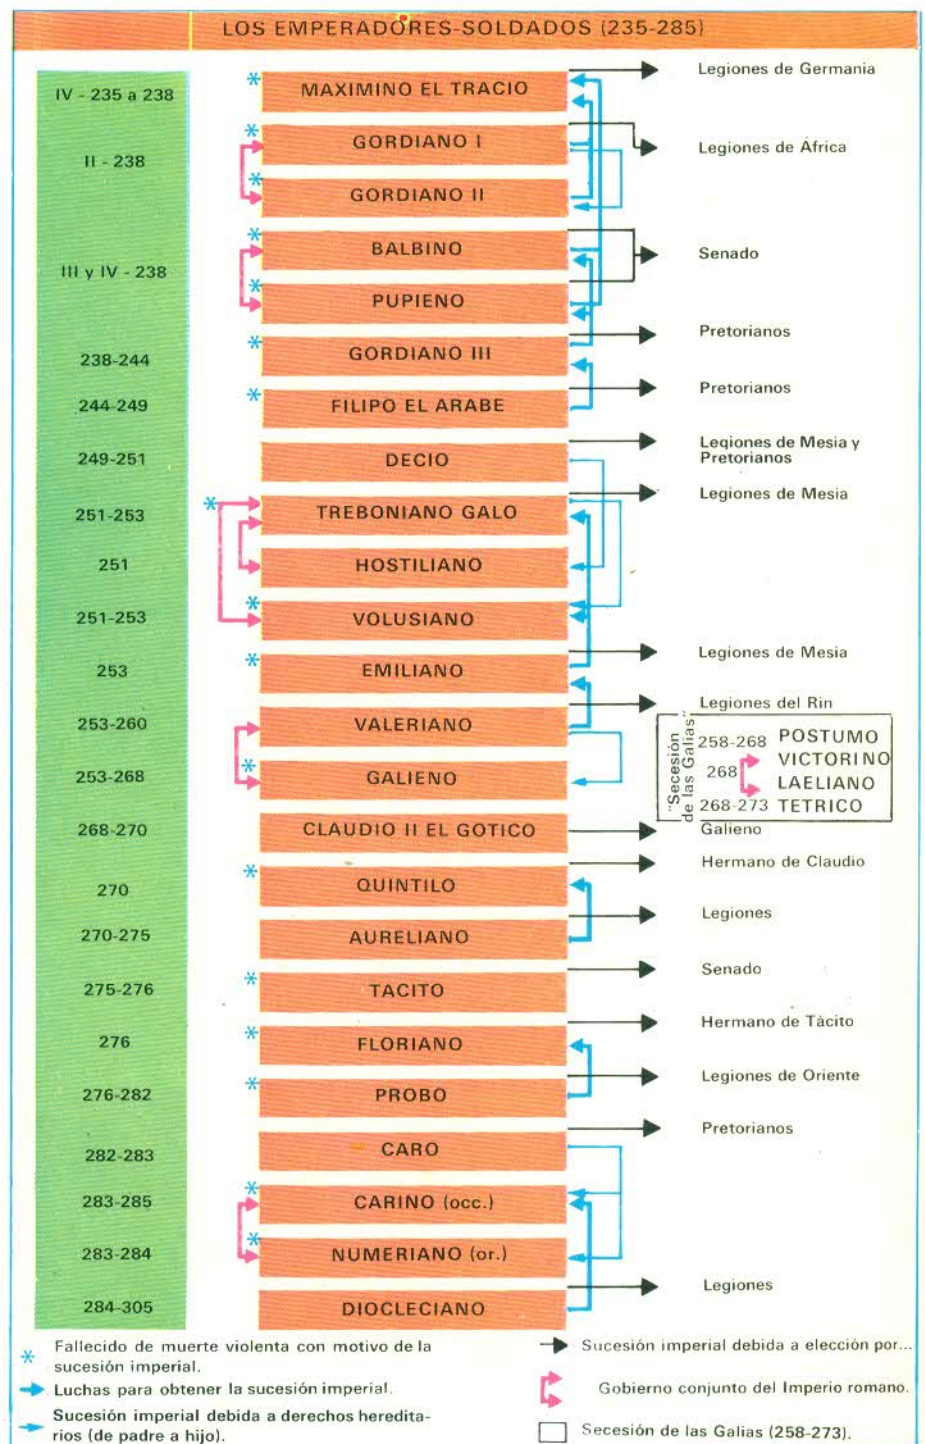 LOS EMPERADORES-SOLDADOS (235-285)
IV - 235 a 238
MAXIMINO EL TRACIO
Legiones de Germania
II - 238
GORDIANO I
Legiones de África
GORDIANO II
III y IV - 238
BALBINO
Senado
PUPIENO
238-244
GORDIANO III
Pretorianos
244-249
FILIPO EL ARABE
Pretorianos
249-251
DECIO
Legiones de Mesia y
Pretorianos
251-253
TREBONIANO GALO
Legiones de Mesia
251
HOSTILIANO
251-253
VOLUSIANO
253
EMILIANO
Legiones de Mesia
253-260
VALERIANO
Legiones del Rin
253-268
GALIENO
"Secesión
de las Galias"
258-268 POSTUMO
268 VICTORINO
LAELIANO
268-273 TETRICO
268-270
CLAUDIO II EL GOTICO
Galieno
270
QUINTILO
Hermano de Claudio
270-275
AURELIANO
Legiones
275-276
TACITO
Senado
276
FLORIANO
Hermano de Tácito
276-282
PROBO
Legiones de Oriente
282-283
CARO
Pretorianos
283-285
CARINO (occ.)
283-284
NUMERIANO (or.)
284-305
DIOCLECIANO
Legiones
* Fallecido de muerte violenta con motivo de la
sucesión imperial.
Luchas para obtener la sucesión imperial.
Sucesión imperial debida a derechos heredita-
rios (de padre a hijo).
Sucesión imperial debida a elección por...
Gobierno conjunto del Imperio romano.
Secesión de las Galias (258-273).